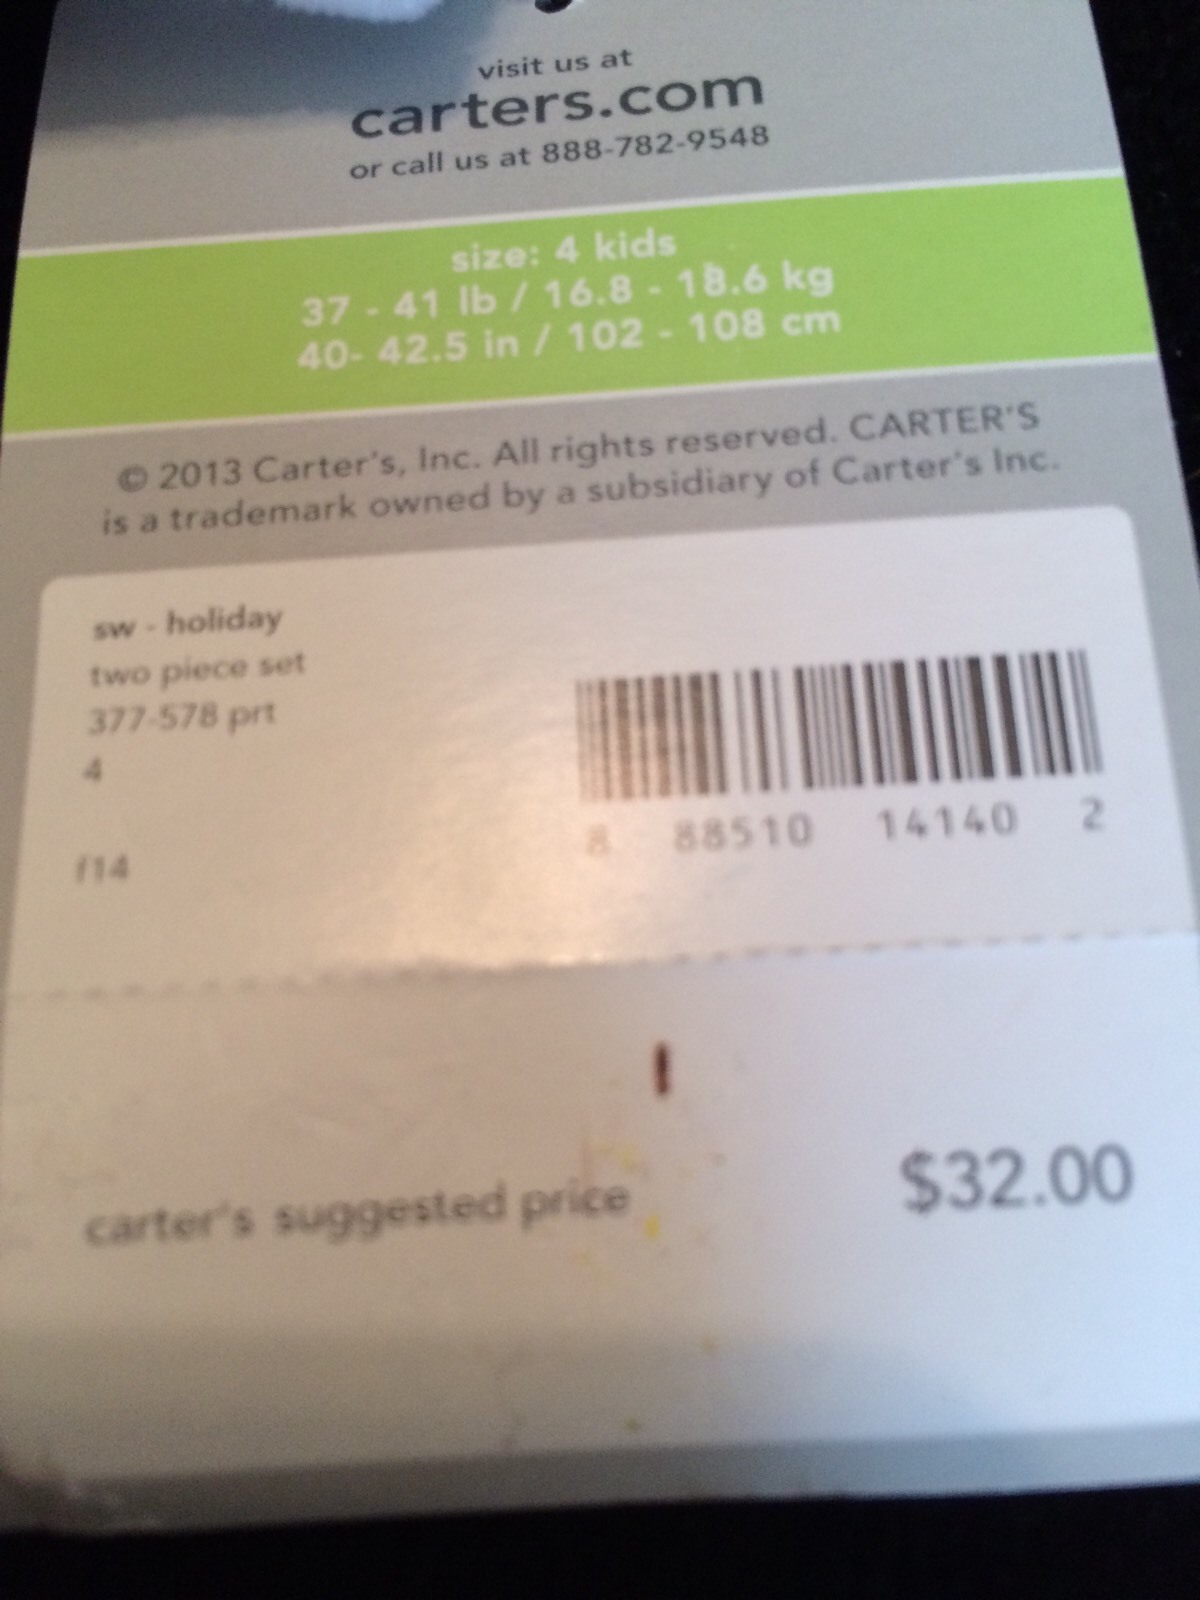 visit us at
carters.com
or call us at 888-782-9548
size: 4 kids
37 - 41 lb / 16.8 - 18.6 kg
40- 42.5 in / 102 - 108 cm
© 2013 Carter's, Inc. All rights reserved. CARTER'S
is a trademark owned by a subsidiary of Carter's Inc.
sw - holiday
two piece set
377-578 prt
4
f14
8 88510 14140 2
carter's suggested price $32.00